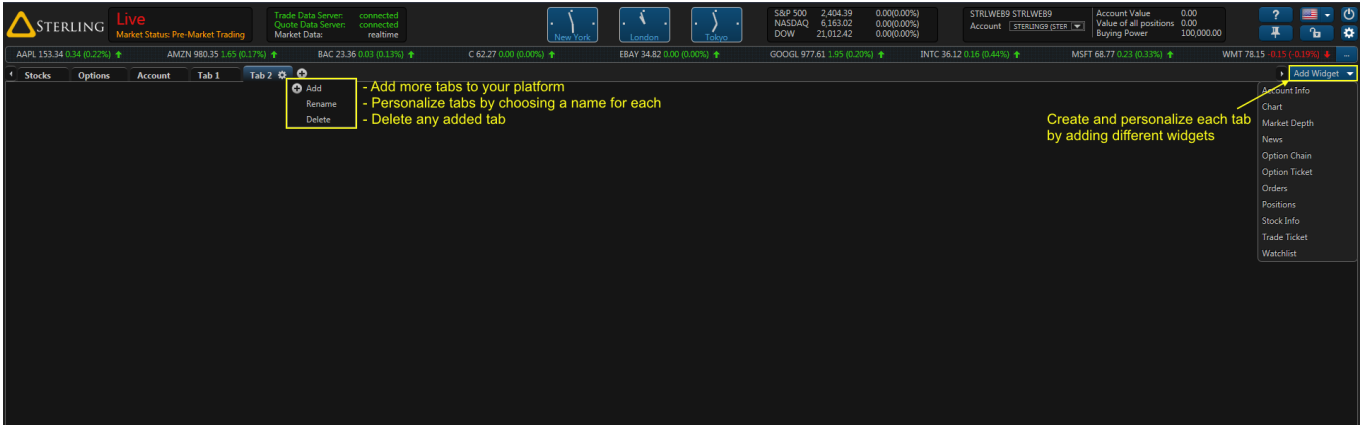 STERLING
Live
Market Status: Pre-Market Trading
Trade Data Server: connected
Quote Data Server: connected
Market Data: realtime
New York
London
Tokyo
S&P 500 2,404.39 0.00(0.00%)
NASDAQ 6,163.02 0.00(0.00%)
DOW 21,012.42 0.00(0.00%)
STRLWEB9 STRLWEB9
Account STERLING9 (STER
Account Value 0.00
Value of all positions 0.00
Buying Power 100,000.00
?
AAPL 153.34 0.34 (0.22%) AMZN 980.35 1.65 (0.17%) BAC 23.36 0.03 (0.13%) C 62.27 0.00 (0.00%) EBAY 34.82 0.00 (0.00%) GOOGL 977.61 1.95 (0.20%) INTC 36.12 0.16 (0.44%) MSFT 68.77 0.23 (0.33%) WMT 78.15 -0.15 (-0.19%) ...
Stocks Options Account Tab 1 Tab 2 Add Widget
Add
Rename
Delete
- Add more tabs to your platform
- Personalize tabs by choosing a name for each
- Delete any added tab
Create and personalize each tab
by adding different widgets
Account Info
Chart
Market Depth
News
Option Chain
Option Ticket
Orders
Positions
Stock Info
Trade Ticket
Watchlist